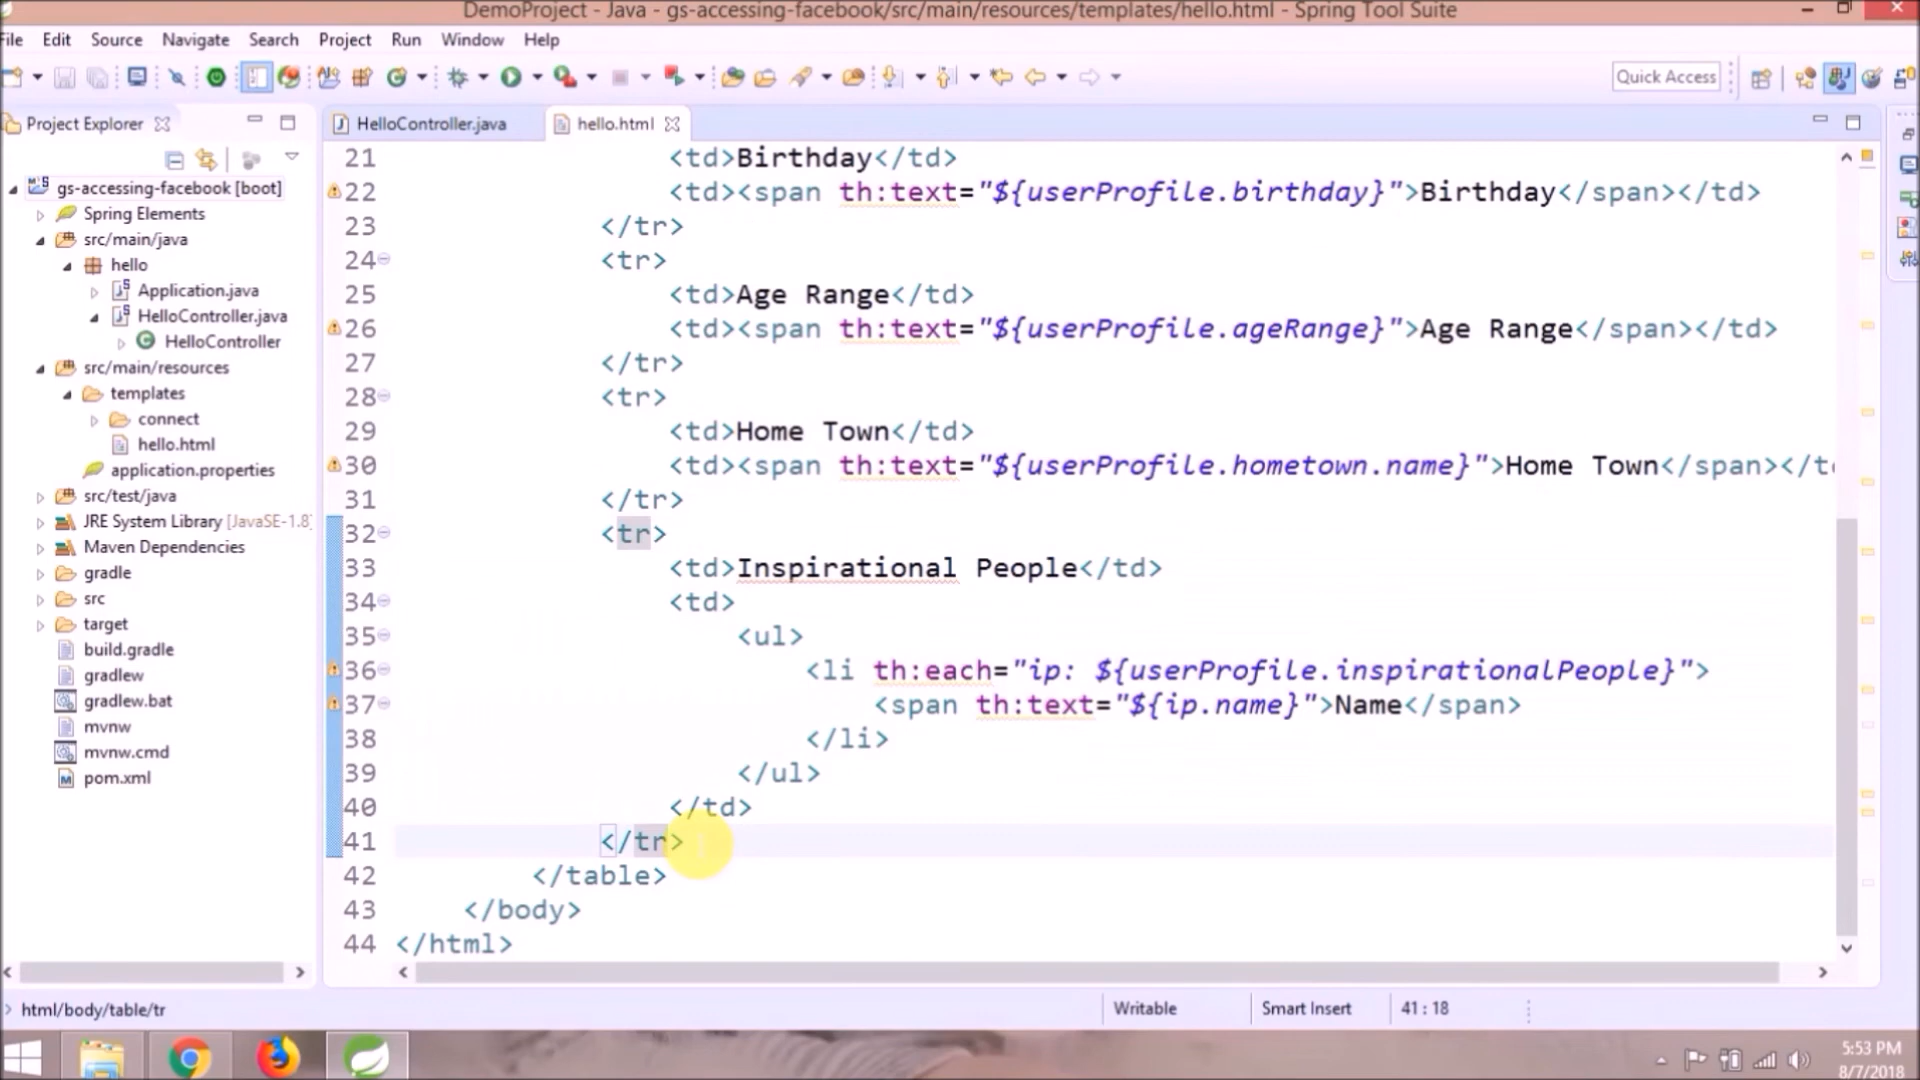 DemoProject - Java - gs-accessing-facebook/src/main/resources/templates/hello.html - Spring Tool Suite
File Edit Source Navigate Search Project Run Window Help
Quick Access
Project Explorer
HelloController.java
hello.html
gs-accessing-facebook [boot]
Spring Elements
src/main/java
hello
Application.java
HelloController.java
HelloController
src/main/resources
templates
connect
hello.html
application.properties
src/test/java
JRE System Library [JavaSE-1.8]
Maven Dependencies
gradle
src
target
build.gradle
gradlew
gradlew.bat
mvnw
mvnw.cmd
pom.xml
21 <td>Birthday</td>
22 <td><span th:text="${userProfile.birthday}">Birthday</span></td>
23 </tr>
24 <tr>
25 <td>Age Range</td>
26 <td><span th:text="${userProfile.ageRange}">Age Range</span></td>
27 </tr>
28 <tr>
29 <td>Home Town</td>
30 <td><span th:text="${userProfile.hometown.name}">Home Town</span></t
31 </tr>
32 <tr>
33 <td>Inspirational People</td>
34 <td>
35 <ul>
36 <li th:each="ip: ${userProfile.inspirationalPeople}">
37 <span th:text="${ip.name}">Name</span>
38 </li>
39 </ul>
40 </td>
41 </tr>
42 </table>
43 </body>
44 </html>
html/body/table/tr
Writable
Smart Insert
41 : 18
5:53 PM
8/7/2018